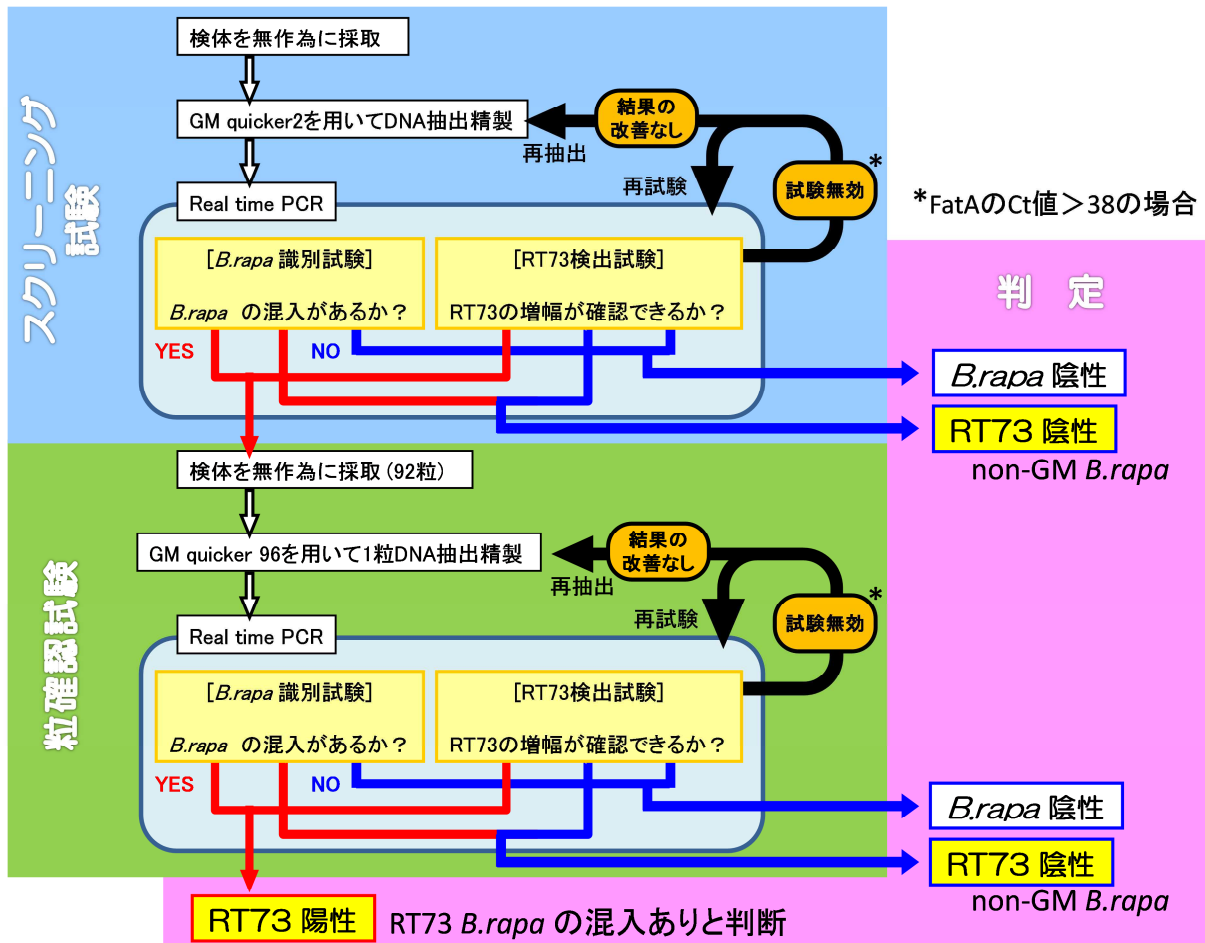 スクリーニング
試験
検体を無作為に採取
GM quicker2を用いてDNA抽出精製
結果の
改善なし
再抽出
再試験
試験無効
*
*FatAのCt値＞38の場合
Real time PCR
[B.rapa 識別試験]
B.rapa の混入があるか？
[RT73検出試験]
RT73の増幅が確認できるか？
YES
NO
判 定
B.rapa 陰性
RT73 陰性
non-GM B.rapa
粒確認試験
検体を無作為に採取(92粒)
GM quicker 96を用いて1粒DNA抽出精製
結果の
改善なし
再抽出
再試験
試験無効
*
Real time PCR
[B.rapa 識別試験]
B.rapa の混入があるか？
[RT73検出試験]
RT73の増幅が確認できるか？
YES
NO
B.rapa 陰性
RT73 陰性
non-GM B.rapa
RT73 陽性
RT73 B.rapa の混入ありと判断